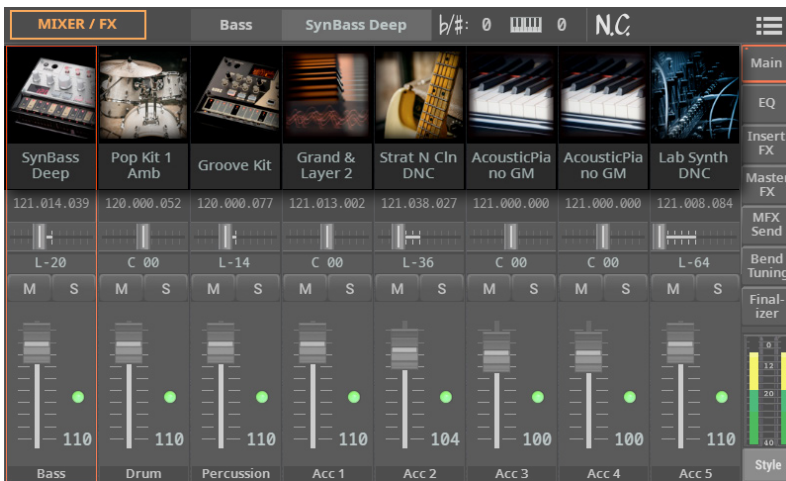 MIXER / FX Bass SynBass Deep b/#: 0 0 N.C.
SynBass Deep
Pop Kit 1 Amb
Groove Kit
Grand & Layer 2
Strat N Cln DNC
AcousticPia no GM
AcousticPia no GM
Lab Synth DNC
121.014.039 120.000.052 120.000.077 121.013.002 121.038.027 121.000.000 121.000.000 121.008.084
L-20 C 00 L-14 C 00 L-36 C 00 C 00 L-64
M S M S M S M S M S M S M S M S
110 110 110 110 104 100 100 110
Bass Drum Percussion Acc 1 Acc 2 Acc 3 Acc 4 Acc 5
Main
EQ
Insert
FX
Master
FX
MFX
Send
Bend
Tuning
Final-
izer
0
12
20
40
Style